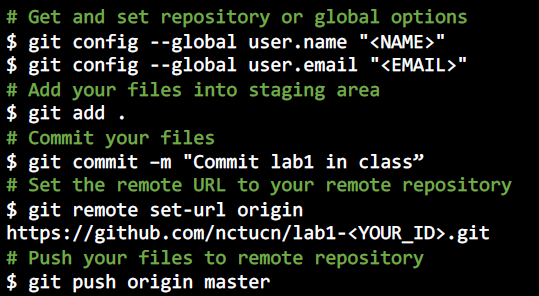 # Get and set repository or global options
$ git config --global user.name "<NAME>"
$ git config --global user.email "<EMAIL>"
# Add your files into staging area
$ git add .
# Commit your files
$ git commit –m "Commit lab1 in class”
# Set the remote URL to your remote repository
$ git remote set-url origin
https://github.com/nctucn/lab1-<YOUR_ID>.git
# Push your files to remote repository
$ git push origin master